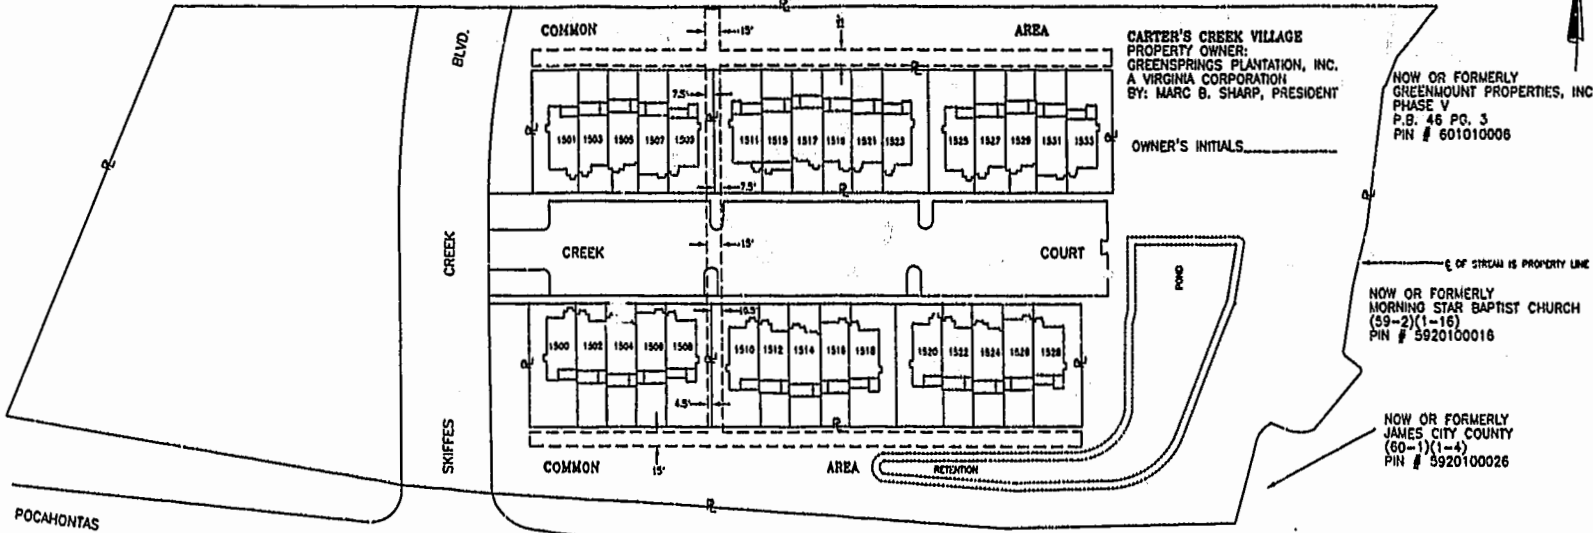 COMMON
15'
AREA
BLVD.
CARTER'S CREEK VILLAGE
PROPERTY OWNER:
GREENSPRINGS PLANTATION, INC.
A VIRGINIA CORPORATION
BY: MARC B. SHARP, PRESIDENT
OWNER'S INITIALS
NOW OR FORMERLY
GREENMOUNT PROPERTIES, INC
PHASE V
P.B. 46 PG. 3
PIN # 601010006
7.5'
1501 1503 1505 1507 1509
1511 1515 1517 1519 1521 1523
1525 1527 1529 1531 1533
7.5'
15'
CREEK
CREEK
COURT
POND
℄ OF STREAM IS PROPERTY LINE
NOW OR FORMERLY
MORNING STAR BAPTIST CHURCH
(59-2)(1-16)
PIN # 5920100016
10.5'
1500 1502 1504 1506 1508
1510 1512 1514 1516 1518
1520 1522 1524 1526 1528
4.5'
SKIFFES
COMMON
15'
AREA
RETENTION
NOW OR FORMERLY
JAMES CITY COUNTY
(60-1)(1-4)
PIN # 5920100026
POCAHONTAS